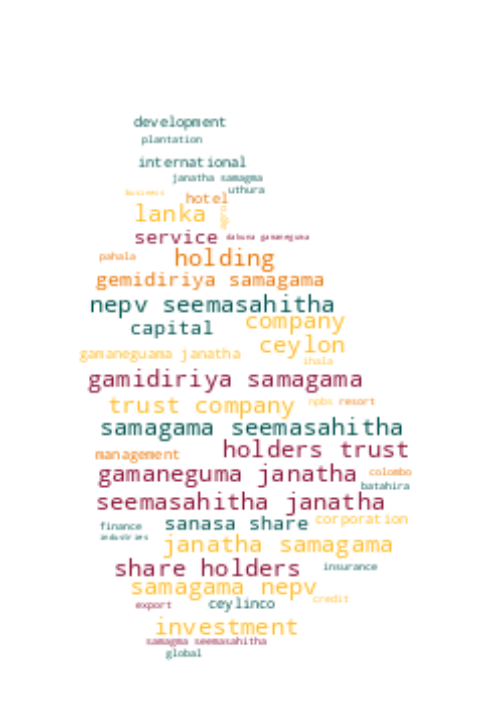 development
plantation
international
janatha samagma
business uthura
hotel
lanka
service dakuna gamaneguma
pahala holding
gemidiriya samagama
nepv seemasahitha
capital company
ceylon
gamaneguama janatha
ihala
gamidiriya samagama
trust company npbs resort
samagama seemasahitha
management holders trust
gamaneguma janatha colombo
batahira
seemasahitha janatha
finance sanasa share corporation
industries
janatha samagama
share holders insurance
samagama nepv
export ceylinco credit
investment
samagma seemasahitha
global